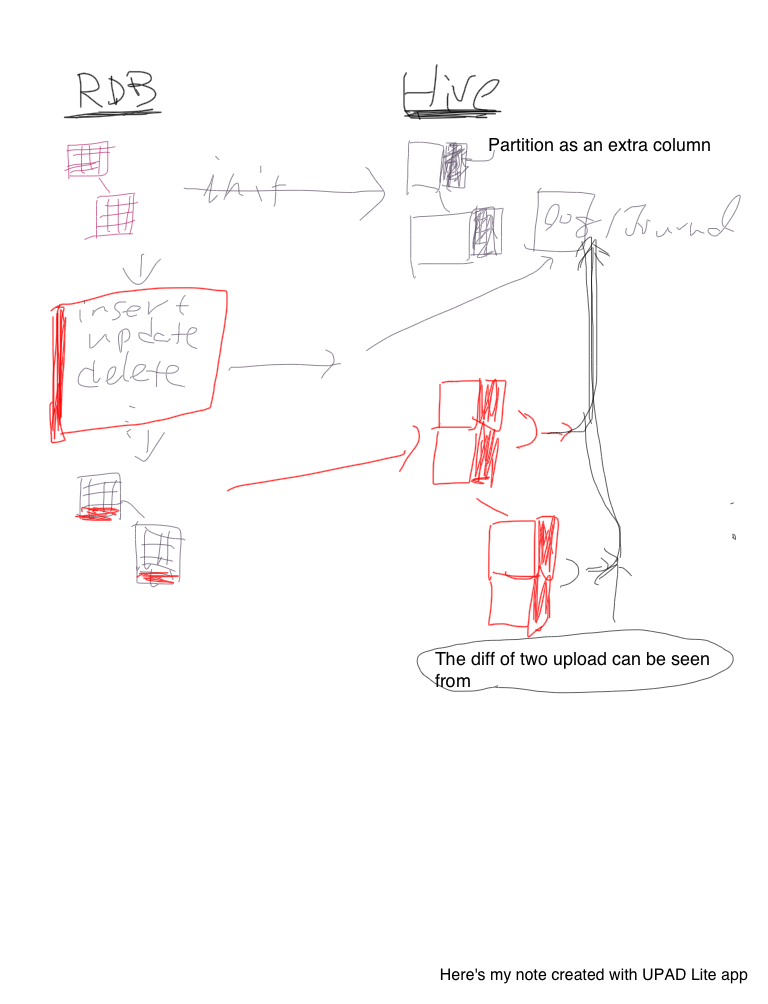 RDB
Hive
Partition as an extra column
init
log / Journal
insert
update
delete
The diff of two upload can be seen
from
Here's my note created with UPAD Lite app